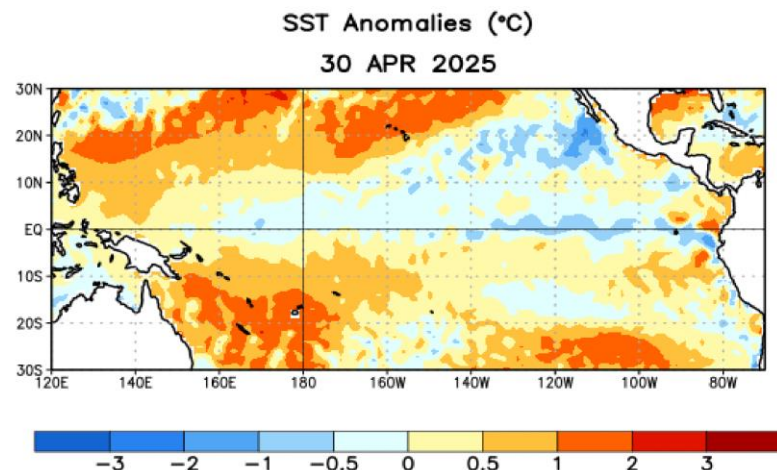 SST Anomalies (°C)
30 APR 2025
30N
20N
10N
EQ
10S
20S
30S
120E 140E 160E 180 160W 140W 120W 100W 80W
-3 -2 -1 -0.5 0 0.5 1 2 3